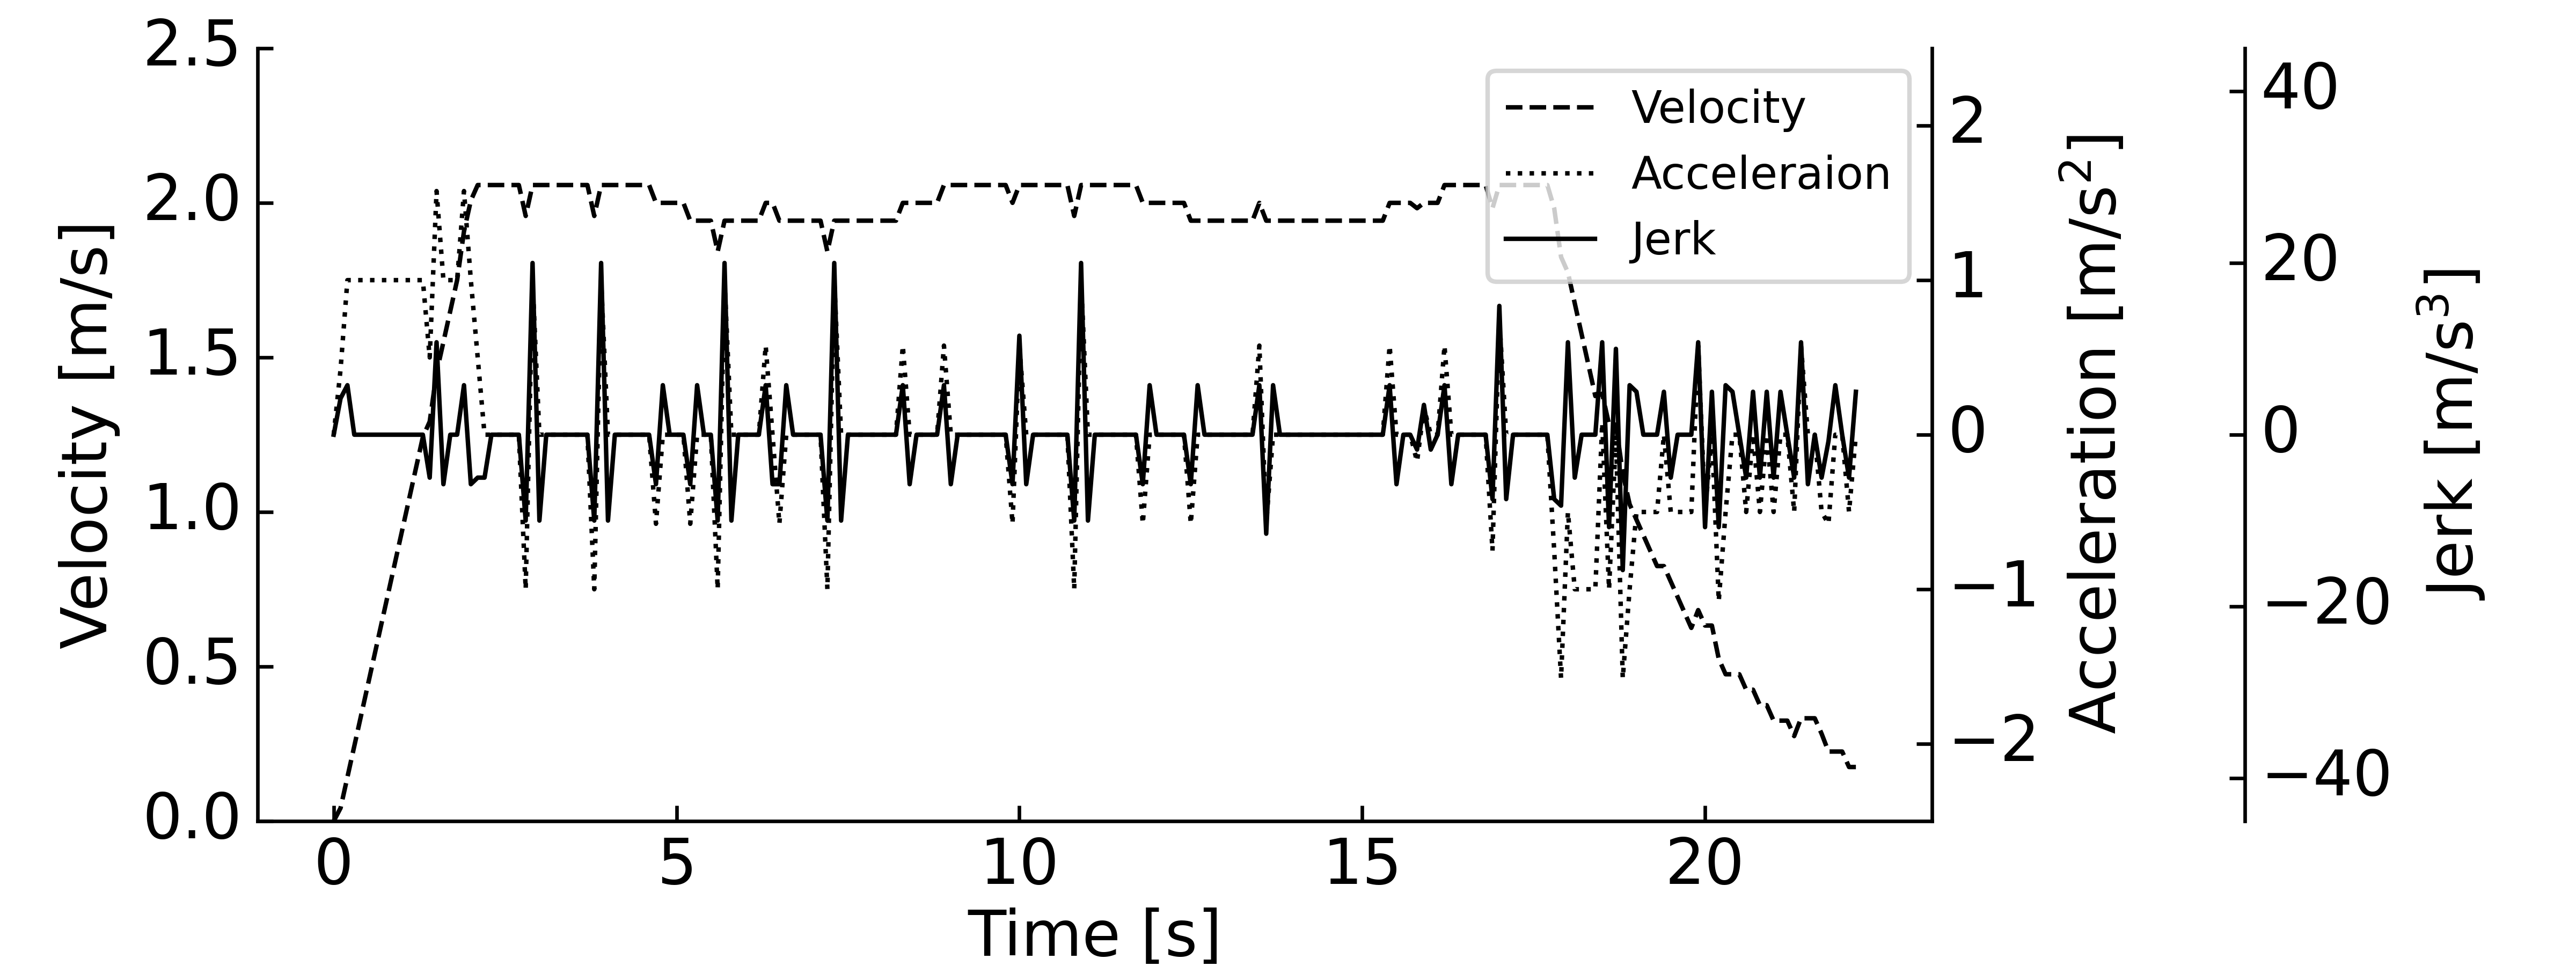 Velocity [m/s]
2.5
2.0
1.5
1.0
0.5
0.0
0 5 10 15 20
Time [s]
Velocity
Acceleraion
Jerk
2
1
0
−1
−2
Acceleration [m/s²]
40
20
0
−20
−40
Jerk [m/s³]